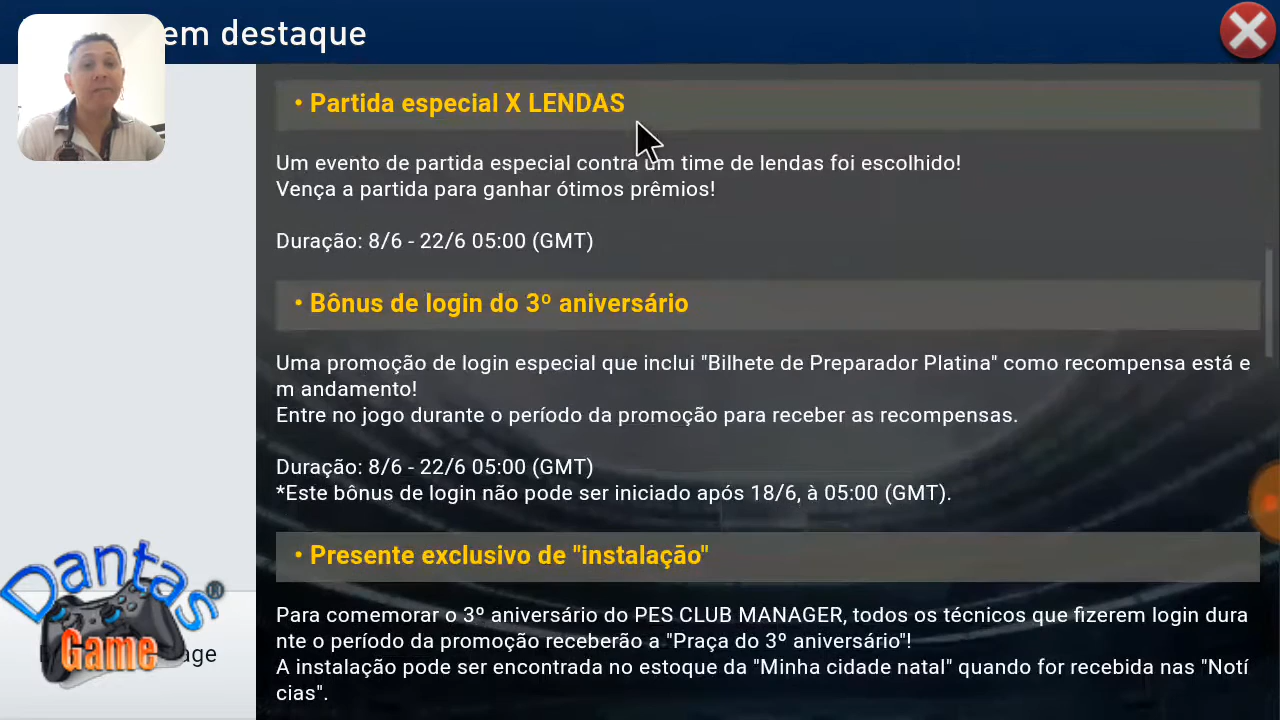 em destaque
• Partida especial X LENDAS
Um evento de partida especial contra um time de lendas foi escolhido!
Vença a partida para ganhar ótimos prêmios!
Duração: 8/6 - 22/6 05:00 (GMT)
• Bônus de login do 3º aniversário
Uma promoção de login especial que inclui "Bilhete de Preparador Platina" como recompensa está e
m andamento!
Entre no jogo durante o período da promoção para receber as recompensas.
Duração: 8/6 - 22/6 05:00 (GMT)
*Este bônus de login não pode ser iniciado após 18/6, à 05:00 (GMT).
• Presente exclusivo de "instalação"
Para comemorar o 3º aniversário do PES CLUB MANAGER, todos os técnicos que fizerem login dura
nte o período da promoção receberão a "Praça do 3º aniversário"!
A instalação pode ser encontrada no estoque da "Minha cidade natal" quando for recebida nas "Notí
cias".
Dantas®
Game
age